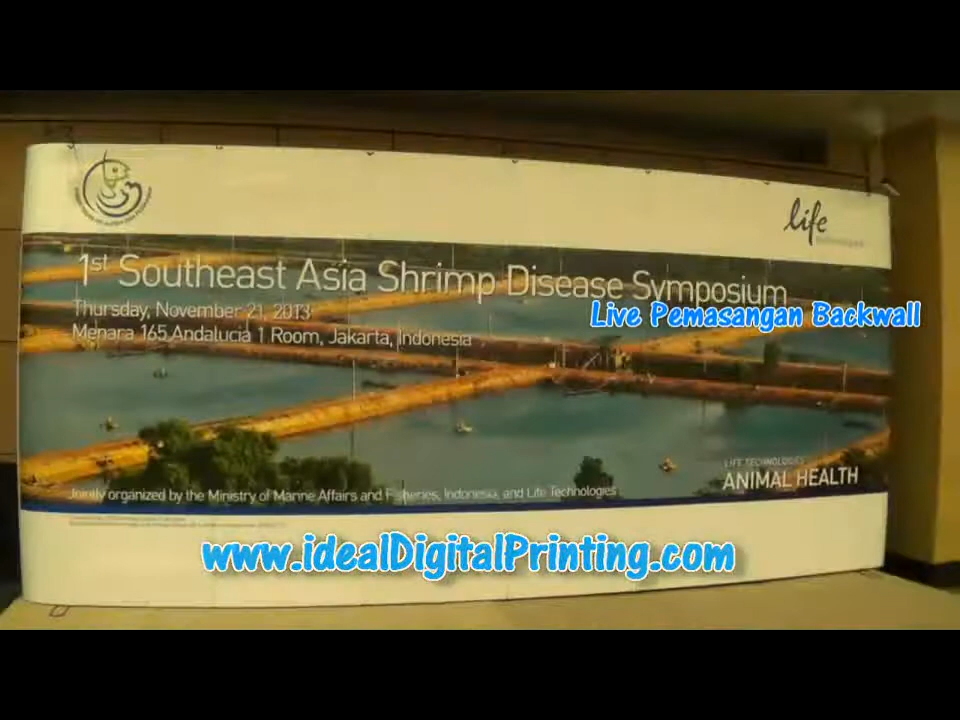 life
1st Southeast Asia Shrimp Disease Symposium
Thursday, November 21, 2013
Menara 165 Andalucia 1 Room, Jakarta, Indonesia
Live Pemasangan Backwall
LIFE TECHNOLOGIES
ANIMAL HEALTH
Jointly organized by the Ministry of Marine Affairs and Fisheries, Indonesia, and Life Technologies
www.idealDigitalPrinting.com